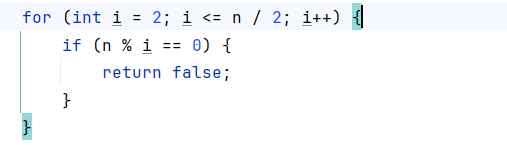 for (int i = 2; i <= n / 2; i++) {
    if (n % i == 0) {
        return false;
    }
}